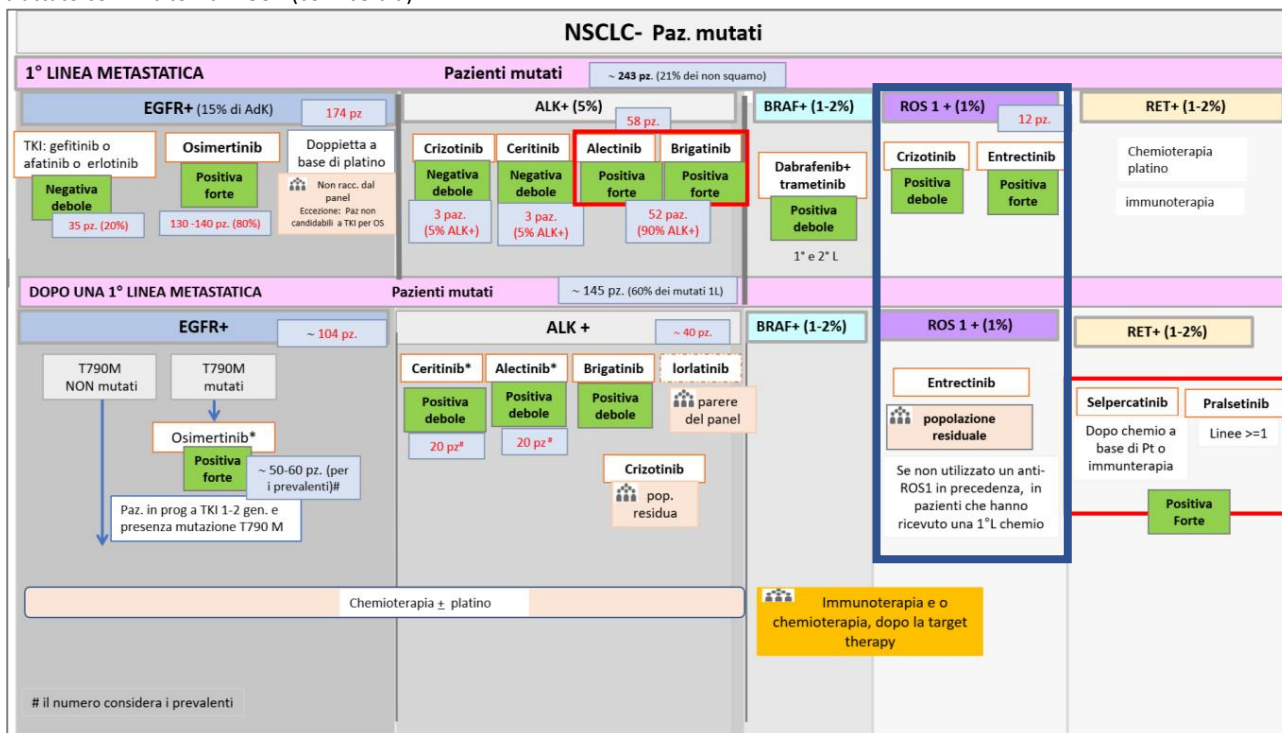 NSCLC- Paz. mutati
1° LINEA METASTATICA
Pazienti mutati
~ 243 pz. (21% dei non squamo)
EGFR+ (15% di AdK)
174 pz
TKI: gefitinib o
afatinib o erlotinib
Negativa
debole
35 pz. (20%)
Osimertinib
Positiva
forte
130 -140 pz. (80%)
Doppietta a
base di platino
Non racc. dal
panel
Eccezione: Paz non
candidabili a TKI per OS
ALK+ (5%)
58 pz.
Crizotinib
Negativa
debole
3 paz.
(5% ALK+)
Ceritinib
Negativa
debole
3 paz.
(5% ALK+)
Alectinib
Positiva
forte
Brigatinib
Positiva
forte
52 paz.
(90% ALK+)
BRAF+ (1-2%)
Dabrafenib+
trametinib
Positiva
debole
1° e 2° L
ROS 1 + (1%)
12 pz.
Crizotinib
Positiva
debole
Entrectinib
Positiva
forte
RET+ (1-2%)
Chemioterapia
platino
immunoterapia
DOPO UNA 1° LINEA METASTATICA
Pazienti mutati
~ 145 pz. (60% dei mutati 1L)
EGFR+
~ 104 pz.
T790M
NON mutati
T790M
mutati
Osimertinib*
Positiva
forte
~ 50-60 pz. (per
i prevalenti)#
Paz. in prog a TKI 1-2 gen. e
presenza mutazione T790 M
ALK +
~ 40 pz.
Ceritinib*
Positiva
debole
20 pz#
Alectinib*
Positiva
debole
20 pz#
Brigatinib
Positiva
debole
lorlatinib
parere
del panel
Crizotinib
pop.
residua
BRAF+ (1-2%)
ROS 1 + (1%)
Entrectinib
popolazione
residuale
Se non utilizzato un anti-
ROS1 in precedenza, in
pazienti che hanno
ricevuto una 1°L chemio
RET+ (1-2%)
Selpercatinib
Dopo chemo a
base di Pt o
immunterapia
Pralsetinib
Linee >=1
Positiva
Forte
Chemioterapia + platino
Immunoterapia e o
chemioterapia, dopo la target
therapy
# il numero considera i prevalenti